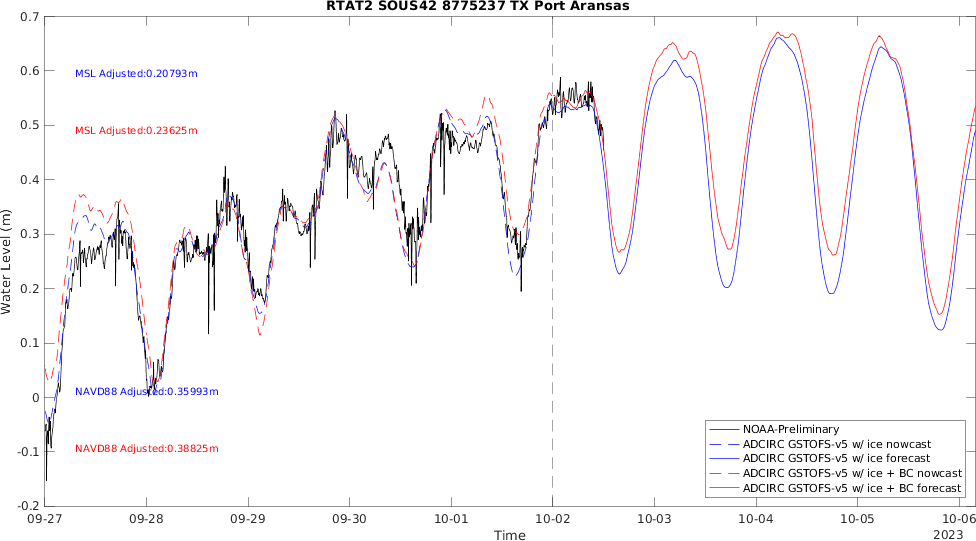 RTAT2 SOUS42 8775237 TX Port Aransas
0.7
0.6
0.5
0.4
0.3
0.2
0.1
0
-0.1
-0.2
Water Level (m)
MSL Adjusted:0.20793m
MSL Adjusted:0.23625m
NAVD88 Adjusted:0.35993m
NAVD88 Adjusted:0.38825m
NOAA-Preliminary
ADCIRC GSTOFS-v5 w/ ice nowcast
ADCIRC GSTOFS-v5 w/ ice forecast
ADCIRC GSTOFS-v5 w/ ice + BC nowcast
ADCIRC GSTOFS-v5 w/ ice + BC forecast
09-27 09-28 09-29 09-30 10-01 10-02 10-03 10-04 10-05 10-06
2023
Time